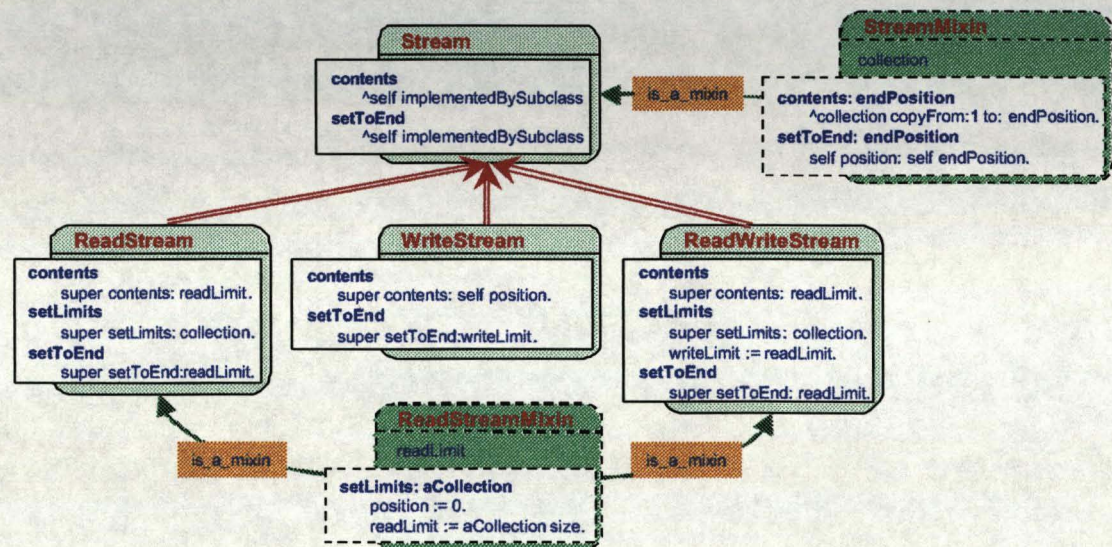 Stream
contents
^self implementedBySubclass
setToEnd
^self implementedBySubclass
is_a_mixin
StreamMixin
collection
contents: endPosition
^collection copyFrom:1 to: endPosition.
setToEnd: endPosition
self position: self endPosition.
ReadStream
contents
super contents: readLimit.
setLimits
super setLimits: collection.
setToEnd
super setToEnd:readLimit.
WriteStream
contents
super contents: self position.
setToEnd
super setToEnd:writeLimit.
ReadWriteStream
contents
super contents: readLimit.
setLimits
super setLimits: collection.
writeLimit := readLimit.
setToEnd
super setToEnd: readLimit.
is_a_mixin
ReadStreamMixin
readLimit
setLimits: aCollection
position := 0.
readLimit := aCollection size.
is_a_mixin